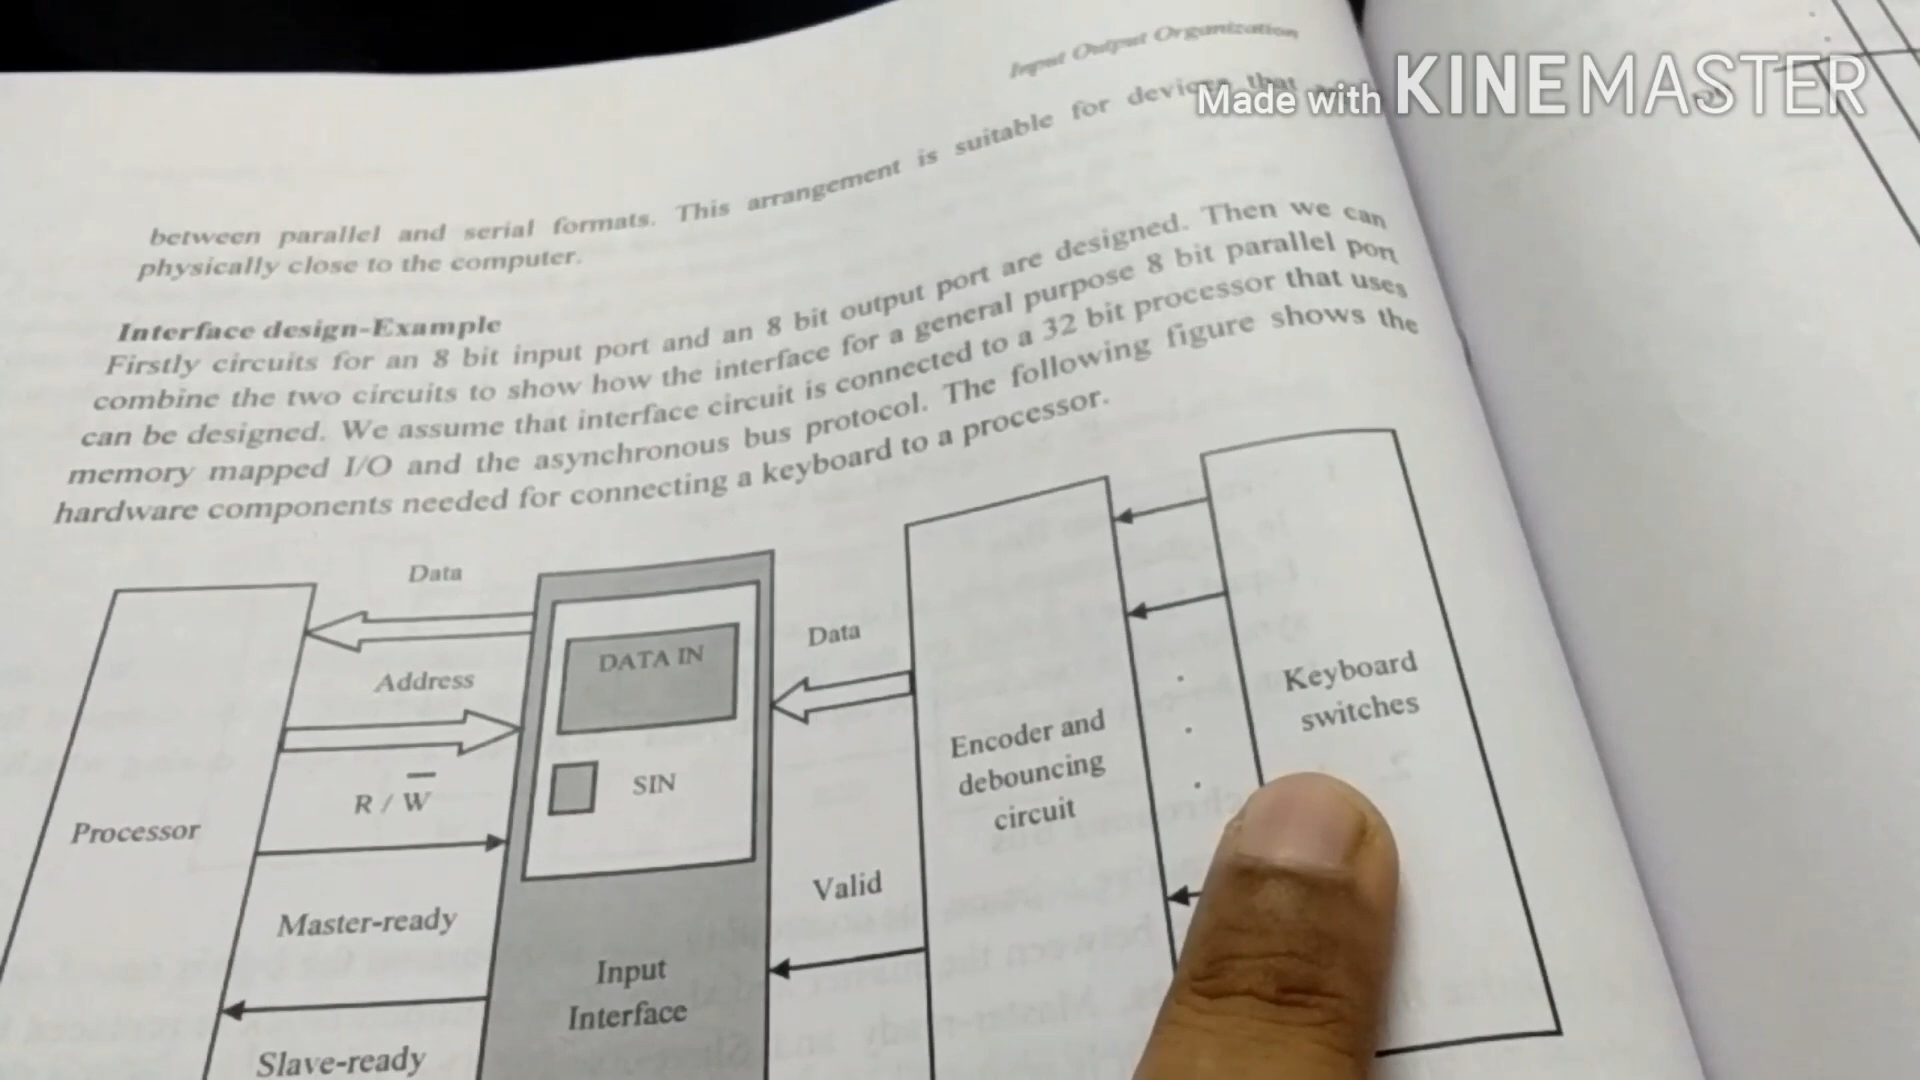 Input Output Organization
Made with KINEMASTER
between parallel and serial formats. This arrangement is suitable for devices that
physically close to the computer.
Interface design-Example
Firstly circuits for an 8 bit input port and an 8 bit output port are designed. Then we can
combine the two circuits to show how the interface for a general purpose 8 bit parallel port
can be designed. We assume that interface circuit is connected to a 32 bit processor that uses
memory mapped I/O and the asynchronous bus protocol. The following figure shows the
hardware components needed for connecting a keyboard to a processor.
Data
DATA IN
Data
Address
Keyboard
switches
Encoder and
debouncing
circuit
SIN
R / W̅
Processor
Valid
Master-ready
Input
Interface
Slave-ready